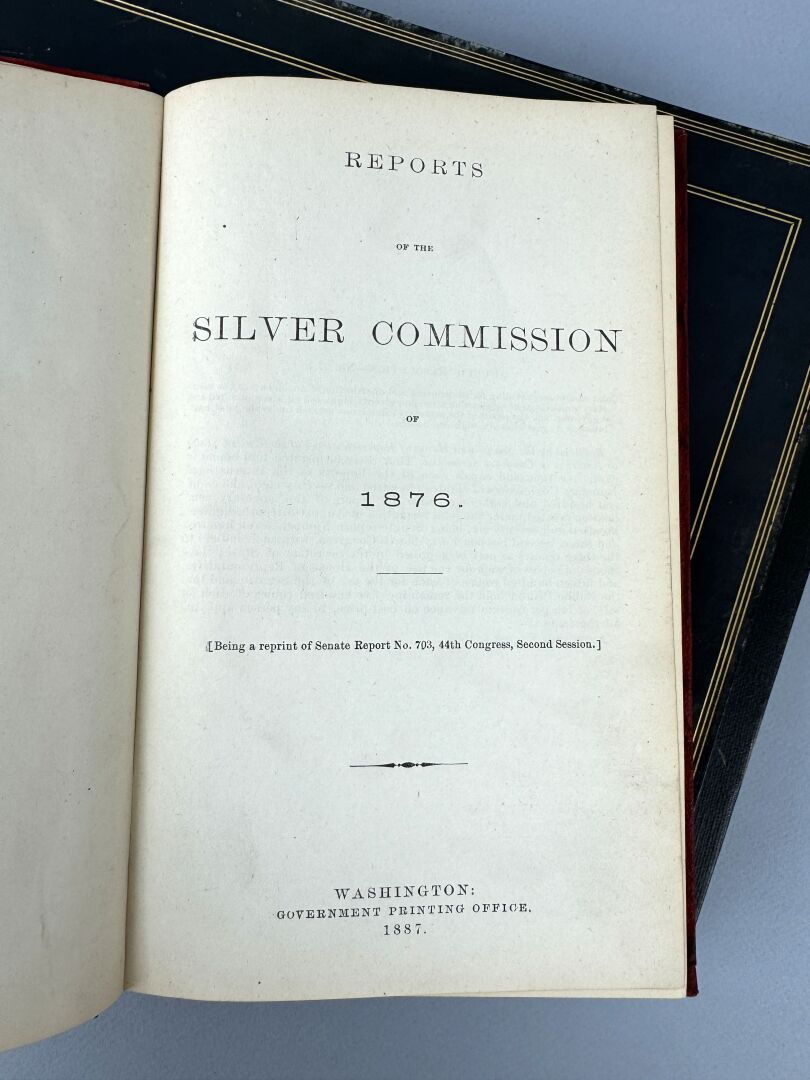 REPORTS
OF THE
SILVER COMMISSION
OF
1876.
[Being a reprint of Senate Report No. 703, 44th Congress, Second Session.]
WASHINGTON:
GOVERNMENT PRINTING OFFICE.
1887.